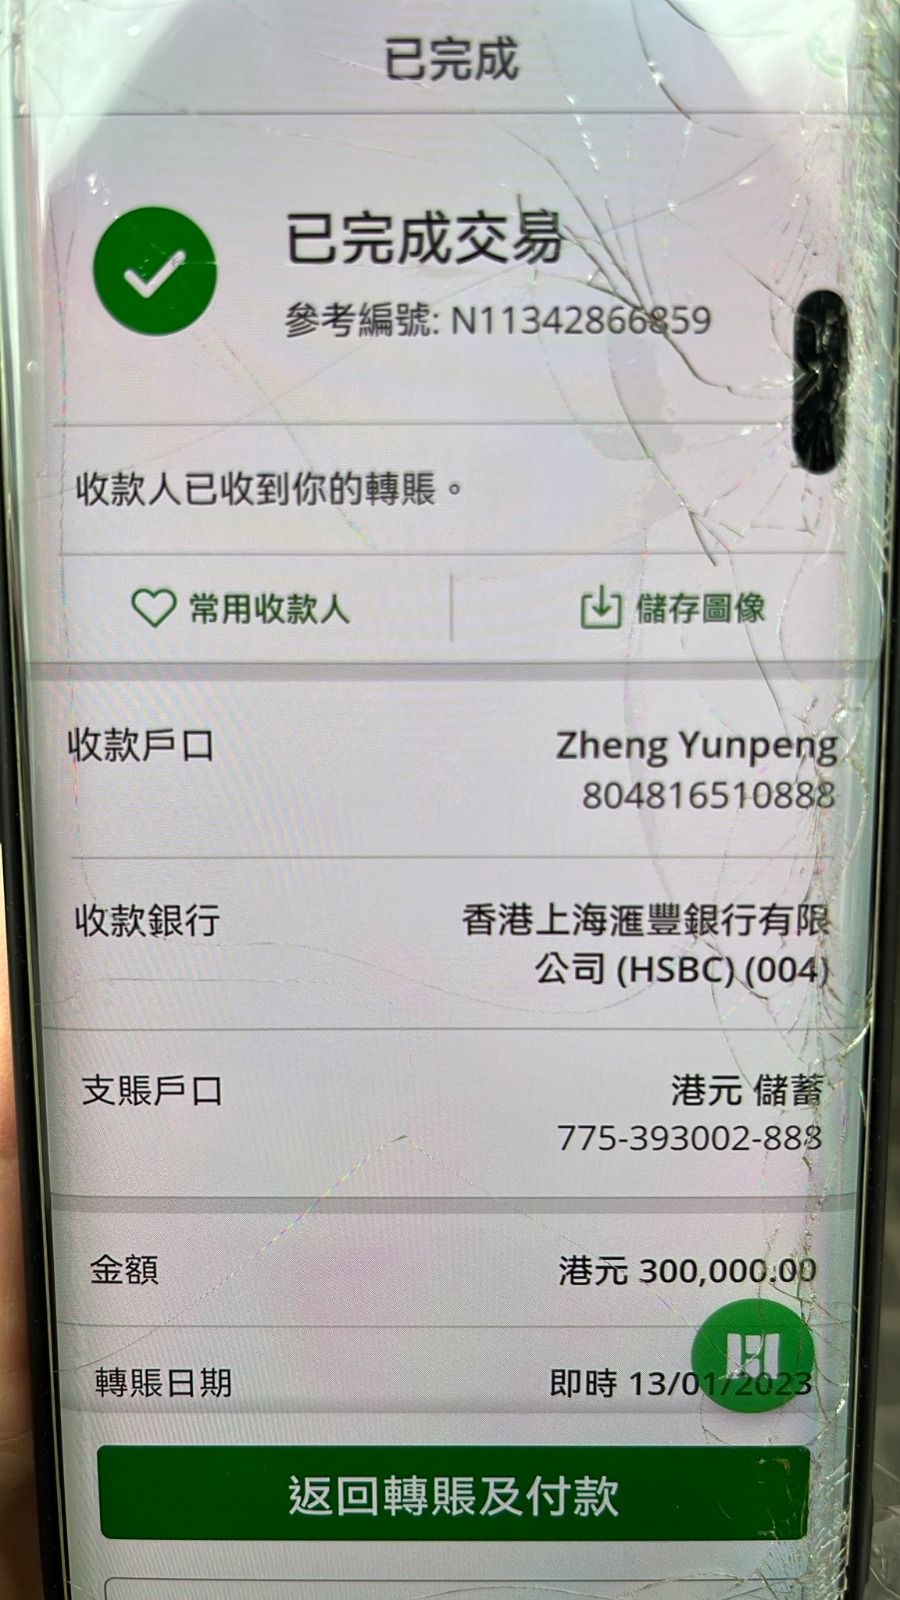 已完成
已完成交易
參考編號: N11342866859
收款人已收到你的轉賬。
常用收款人
儲存圖像
收款戶口
Zheng Yunpeng
804816510888
收款銀行
香港上海滙豐銀行有限
公司 (HSBC) (004)
支賬戶口
港元 儲蓄
775-393002-888
金額
港元 300,000.00
轉賬日期
即時 13/01/2023
返回轉賬及付款